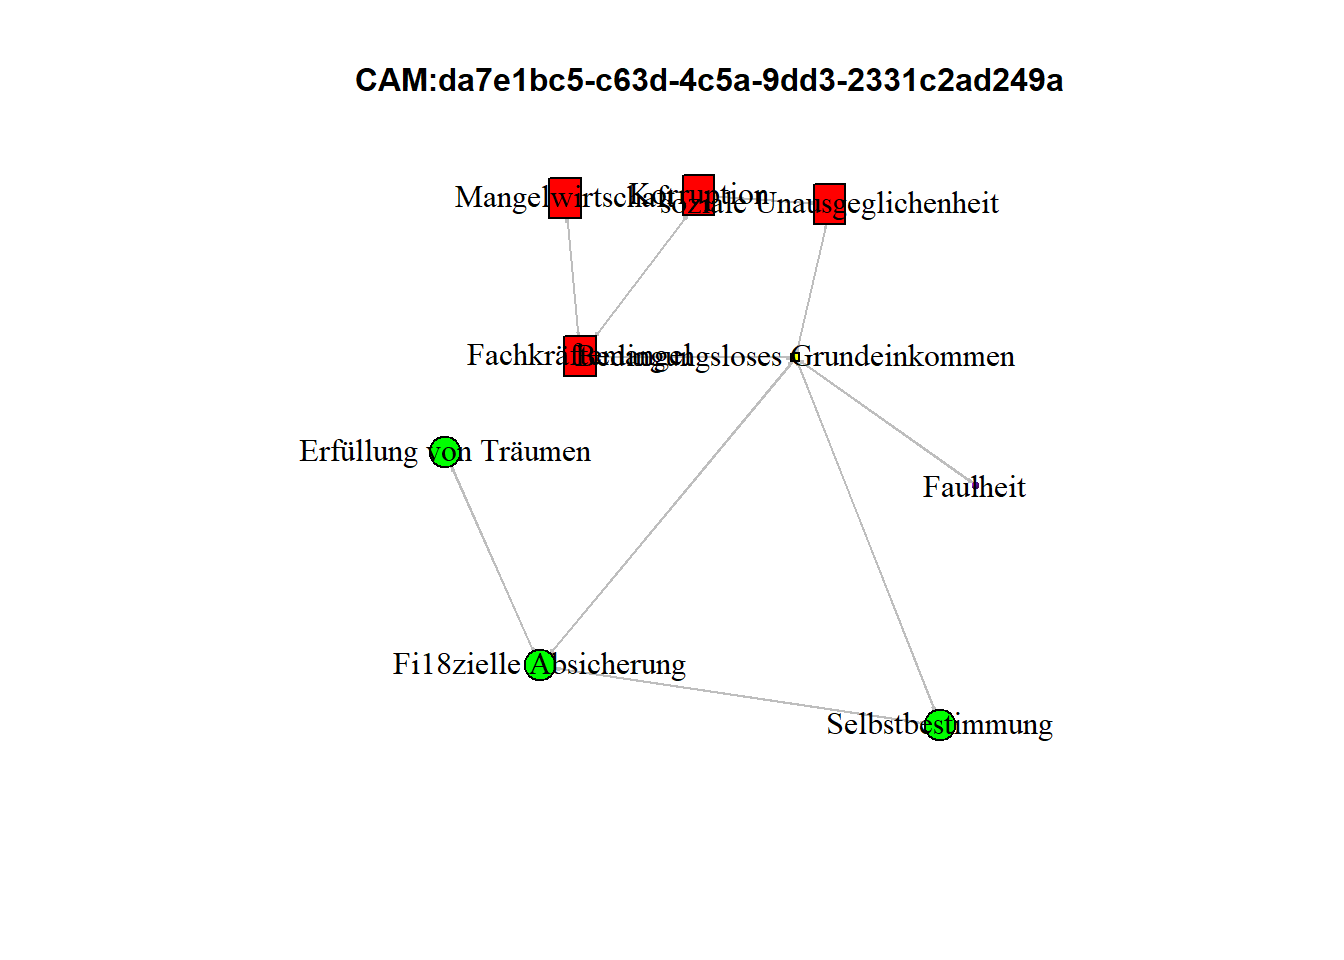 CAM:da7e1bc5-c63d-4c5a-9dd3-2331c2ad249a
Mangelwirtschaft
Korruption
soziale Unausgeglichenheit
Fachkräftemangel
Bedingungsloses Grundeinkommen
Erfüllung von Träumen
Faulheit
Fi18zielle Absicherung
Selbstbestimmung